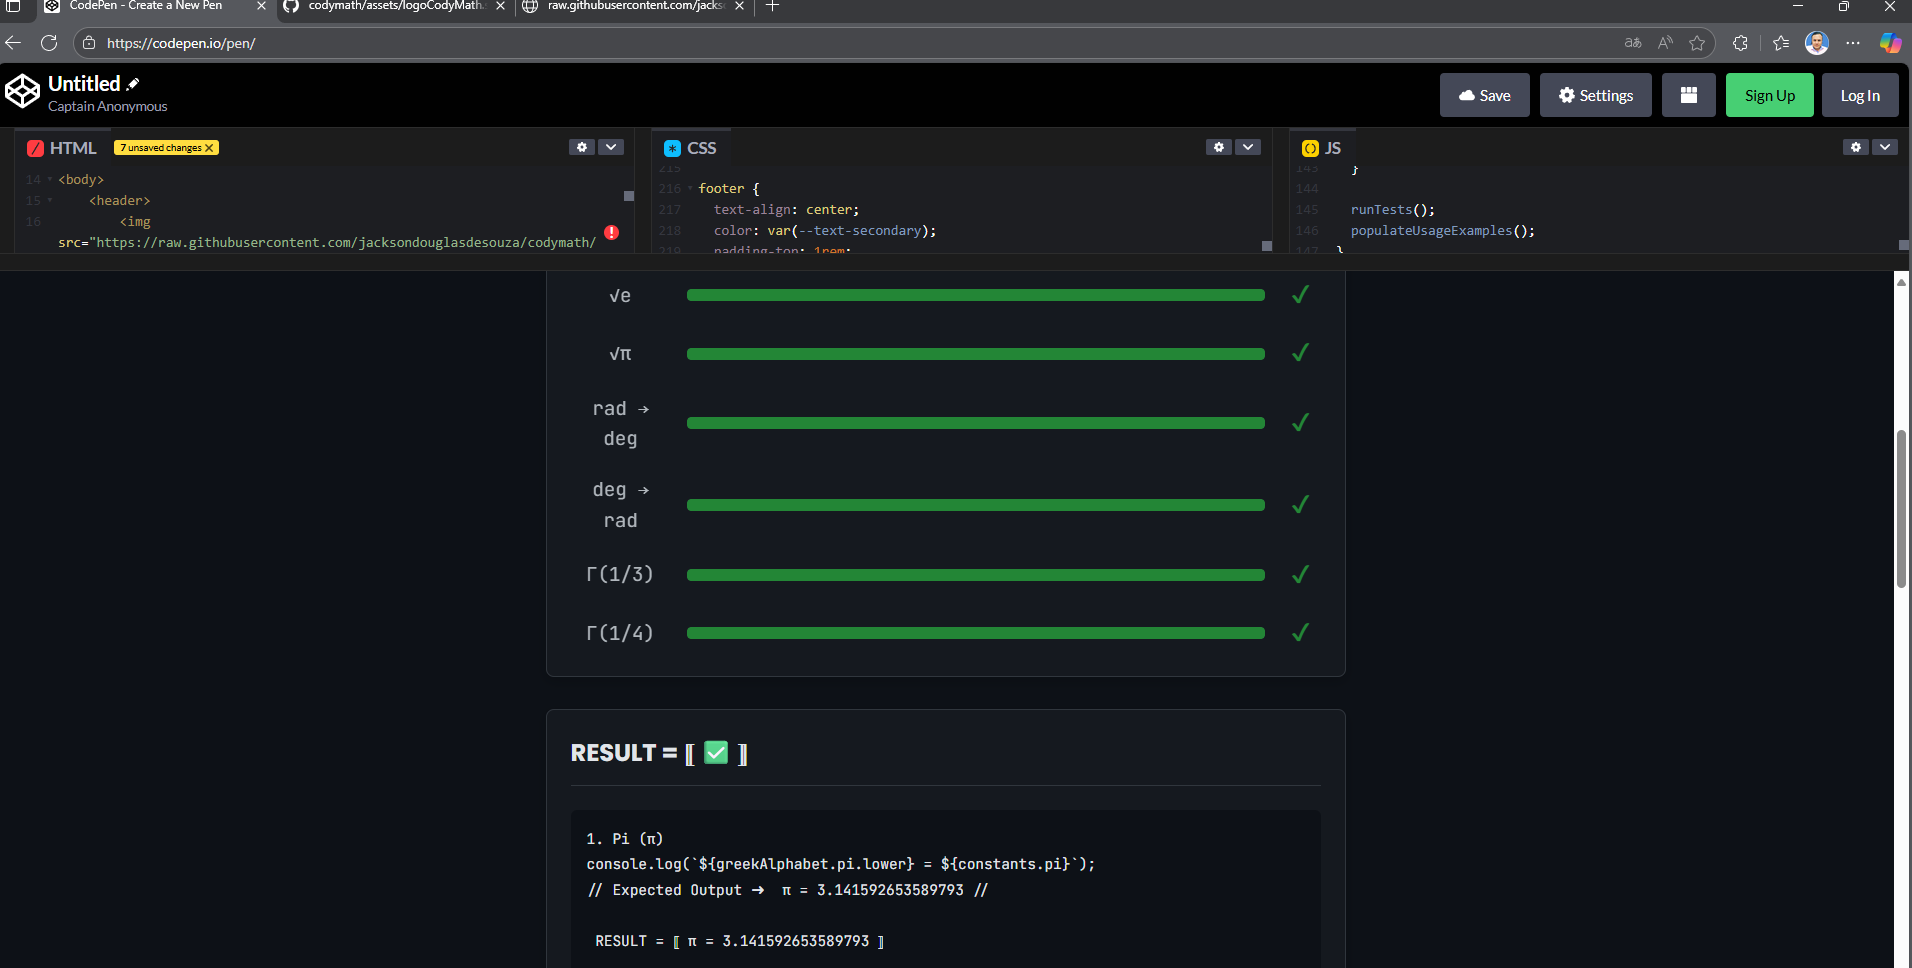 CodePen - Create a New Pen
codymath/assets/logoCodyMath.s
raw.githubusercontent.com/jackso
https://codepen.io/pen/
Untitled
Captain Anonymous
Save
Settings
Sign Up
Log In
HTML
7 unsaved changes
14 <body>
15 <header>
16 <img
src="https://raw.githubusercontent.com/jacksondouglasdesouza/codymath/
CSS
215
216 footer {
217 text-align: center;
218 color: var(--text-secondary);
219 padding-top: 1rem;
JS
143 }
144
145 runTests();
146 populateUsageExamples();
147 }
√e ✓
√π ✓
rad →
deg ✓
deg →
rad ✓
Γ(1/3) ✓
Γ(1/4) ✓
RESULT = ⟦ ✅ ⟧
1. Pi (π)
console.log(`${greekAlphabet.pi.lower} = ${constants.pi}`);
// Expected Output ➜ π = 3.141592653589793 //
RESULT = ⟦ π = 3.141592653589793 ⟧